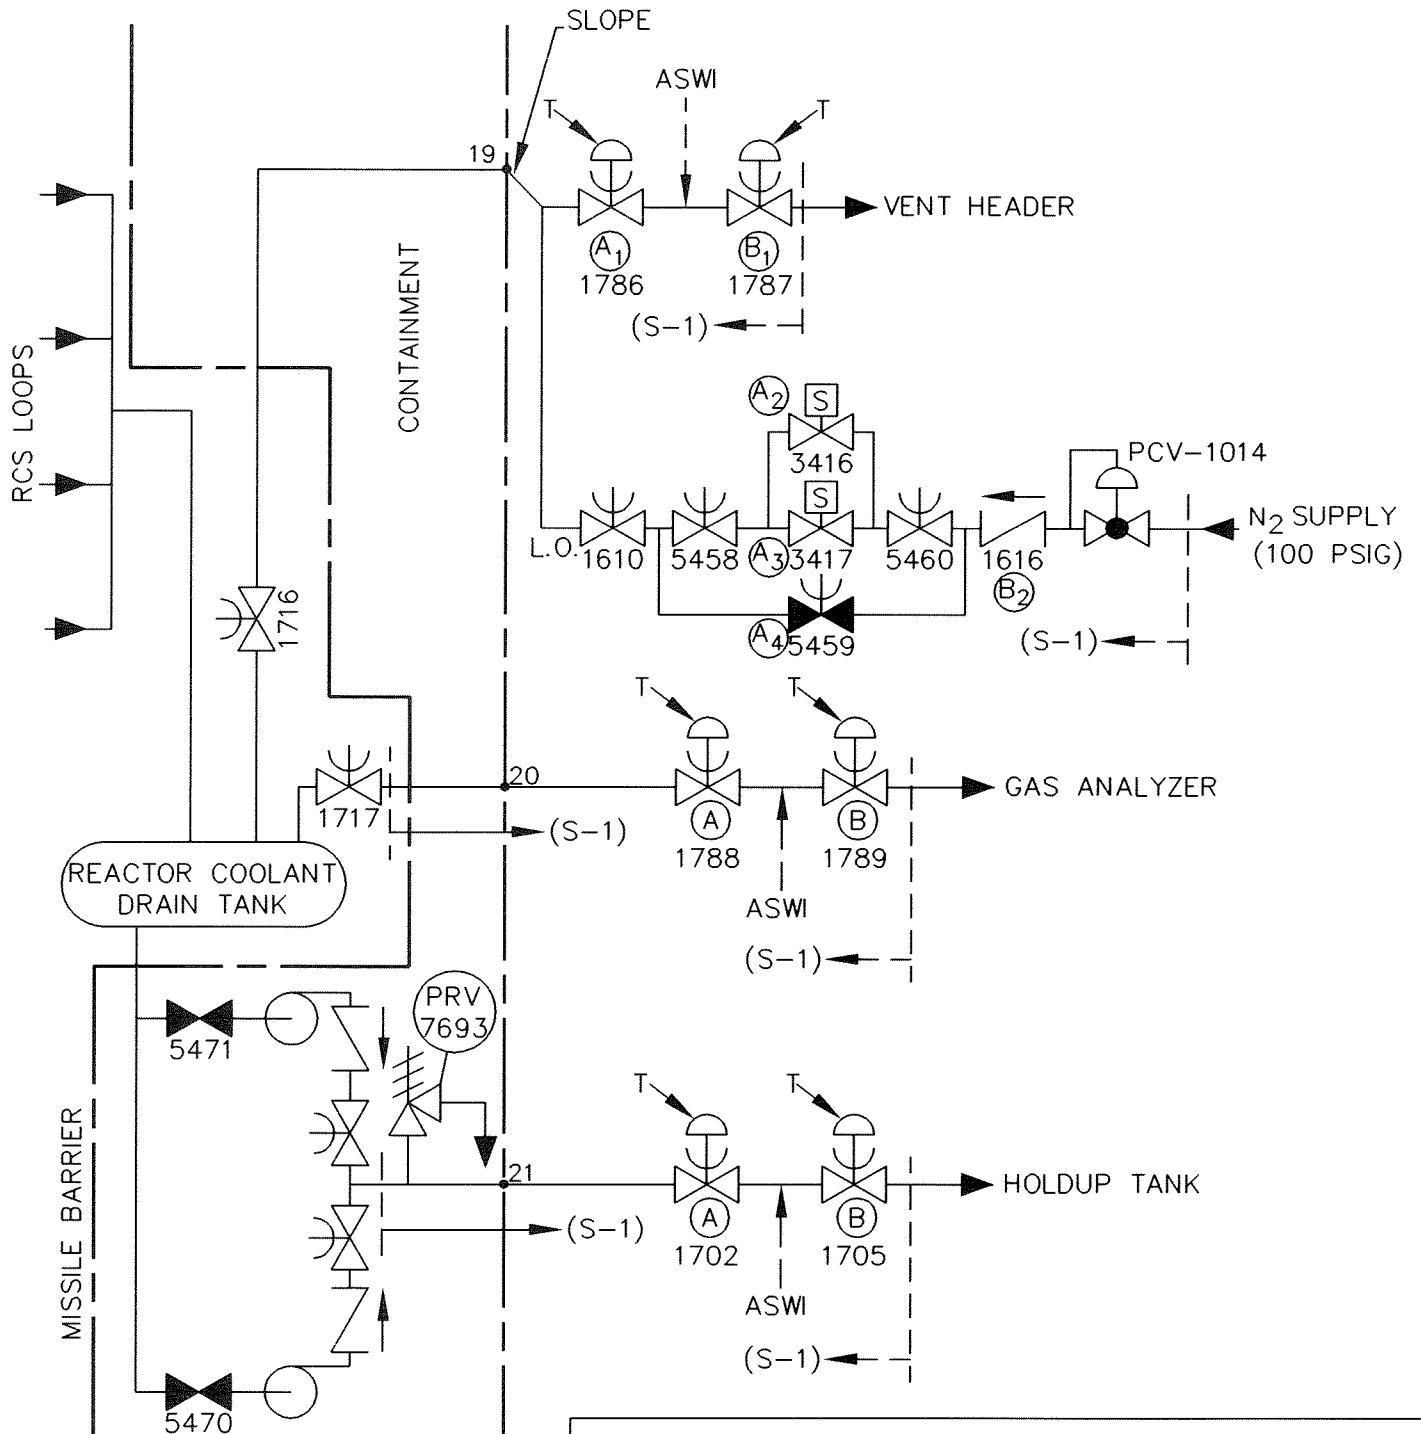 SLOPE
ASWI
T
T
19
VENT HEADER
A1
B1
1786
1787
(S-1)
CONTAINMENT
RCS LOOPS
A2
S
3416
PCV-1014
S
N2 SUPPLY
(100 PSIG)
L.O.
1610
5458
A3
3417
5460
1616
B2
A4
5459
(S-1)
1716
T
T
20
GAS ANALYZER
1717
(S-1)
A
B
1788
1789
ASWI
(S-1)
REACTOR COOLANT
DRAIN TANK
PRV
7693
5471
T
T
21
HOLDUP TANK
MISSILE BARRIER
(S-1)
A
B
1702
1705
ASWI
(S-1)
5470